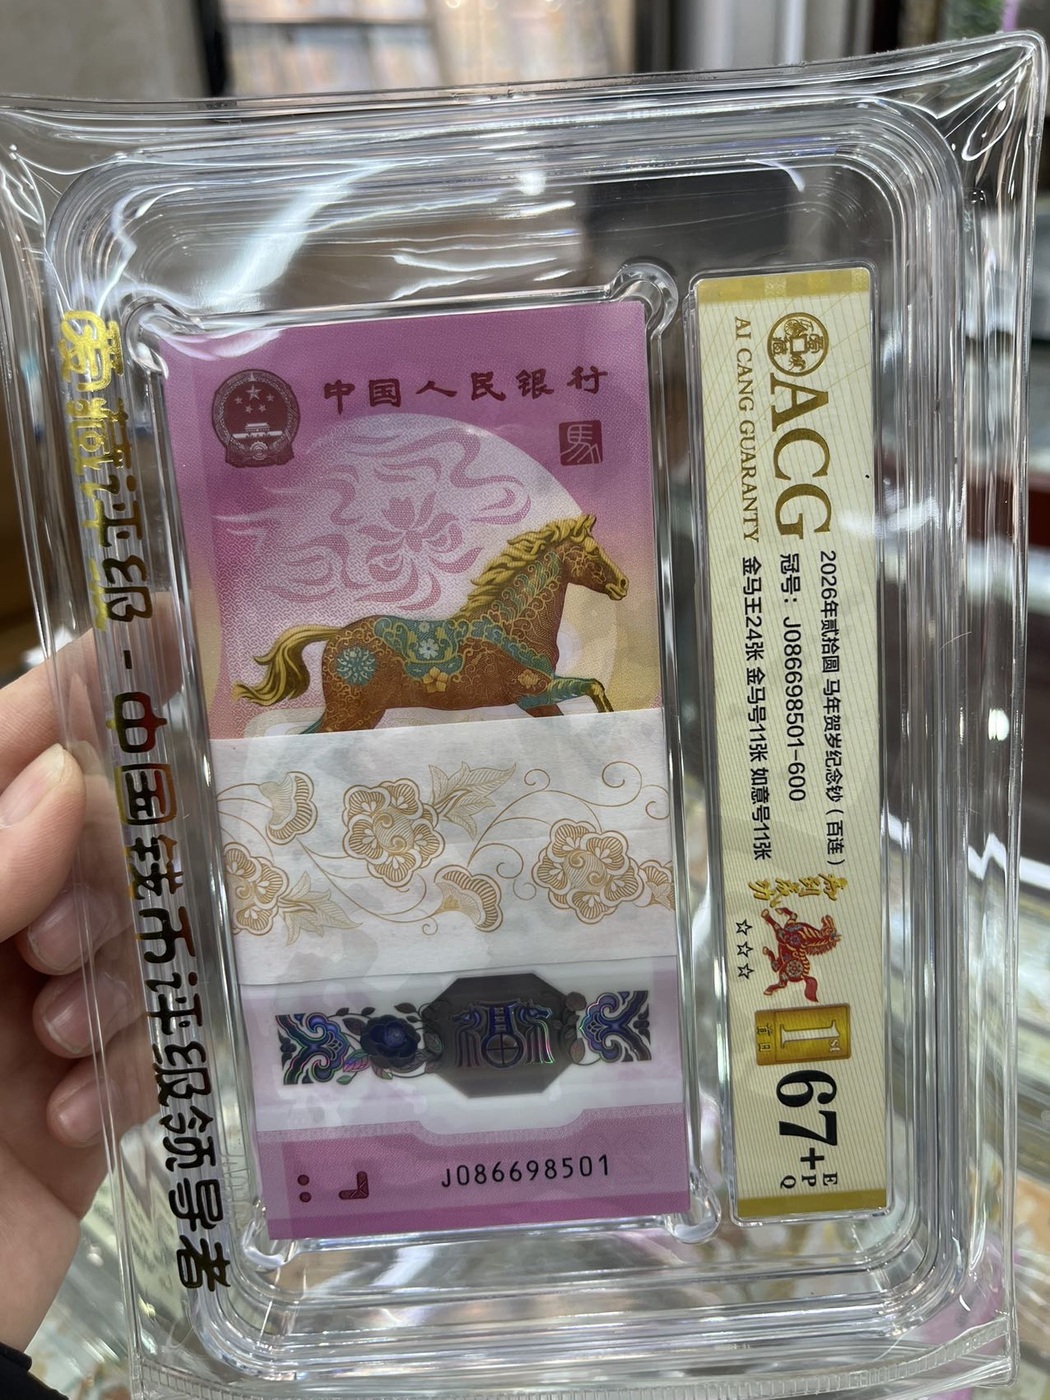 中国人民银行
馬
J086698501
ACG
AI CANG GUARANTY
2026年贰拾圆 马年贺岁纪念钞（百连）
冠号：J086698501-600
金马王24张 金马号11张 如意号11张
1ST
首日
67+
EPQ
爱藏评级 - 中国钱币评级领导者